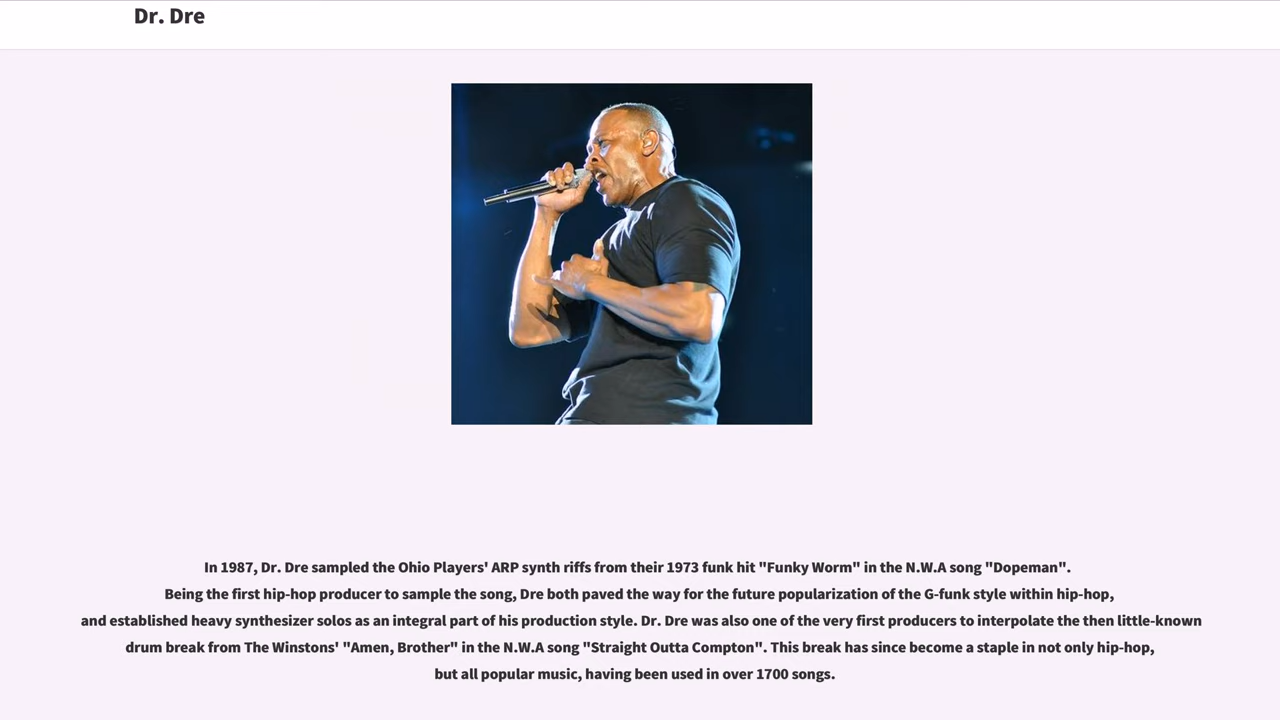 Dr. Dre
In 1987, Dr. Dre sampled the Ohio Players' ARP synth riffs from their 1973 funk hit "Funky Worm" in the N.W.A song "Dopeman".
Being the first hip-hop producer to sample the song, Dre both paved the way for the future popularization of the G-funk style within hip-hop,
and established heavy synthesizer solos as an integral part of his production style. Dr. Dre was also one of the very first producers to interpolate the then little-known
drum break from The Winstons' "Amen, Brother" in the N.W.A song "Straight Outta Compton". This break has since become a staple in not only hip-hop,
but all popular music, having been used in over 1700 songs.